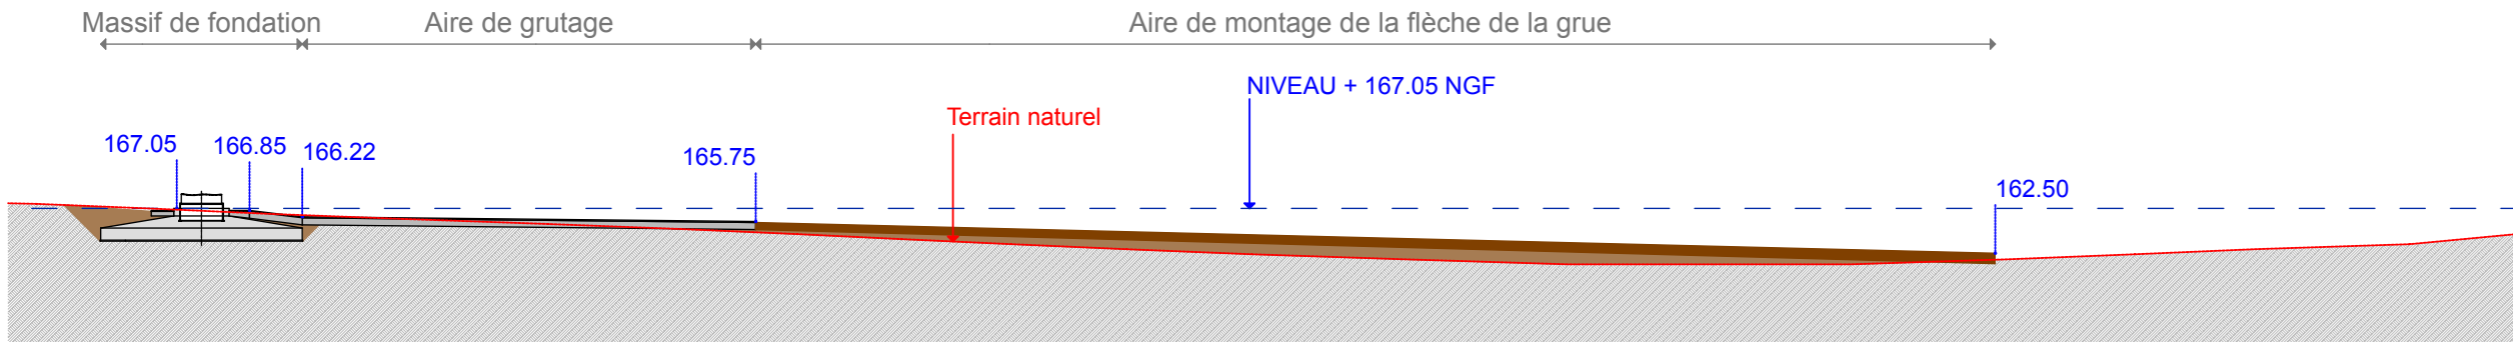 Massif de fondation
Aire de grutage
Aire de montage de la flèche de la grue
NIVEAU + 167.05 NGF
Terrain naturel
167.05
166.85
166.22
165.75
162.50